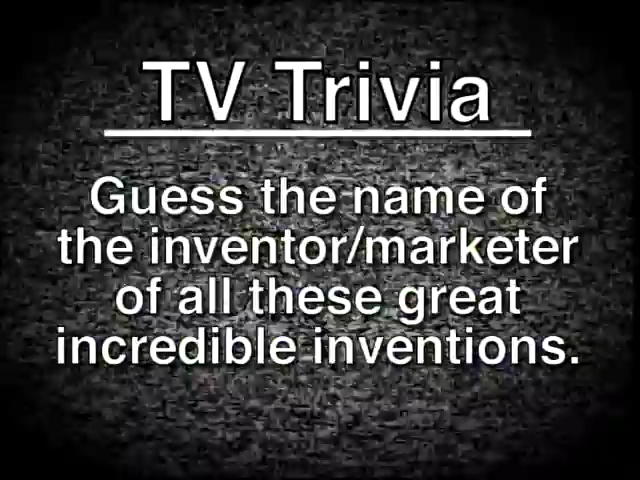 TV Trivia
Guess the name of
the inventor/marketer
of all these great
incredible inventions.